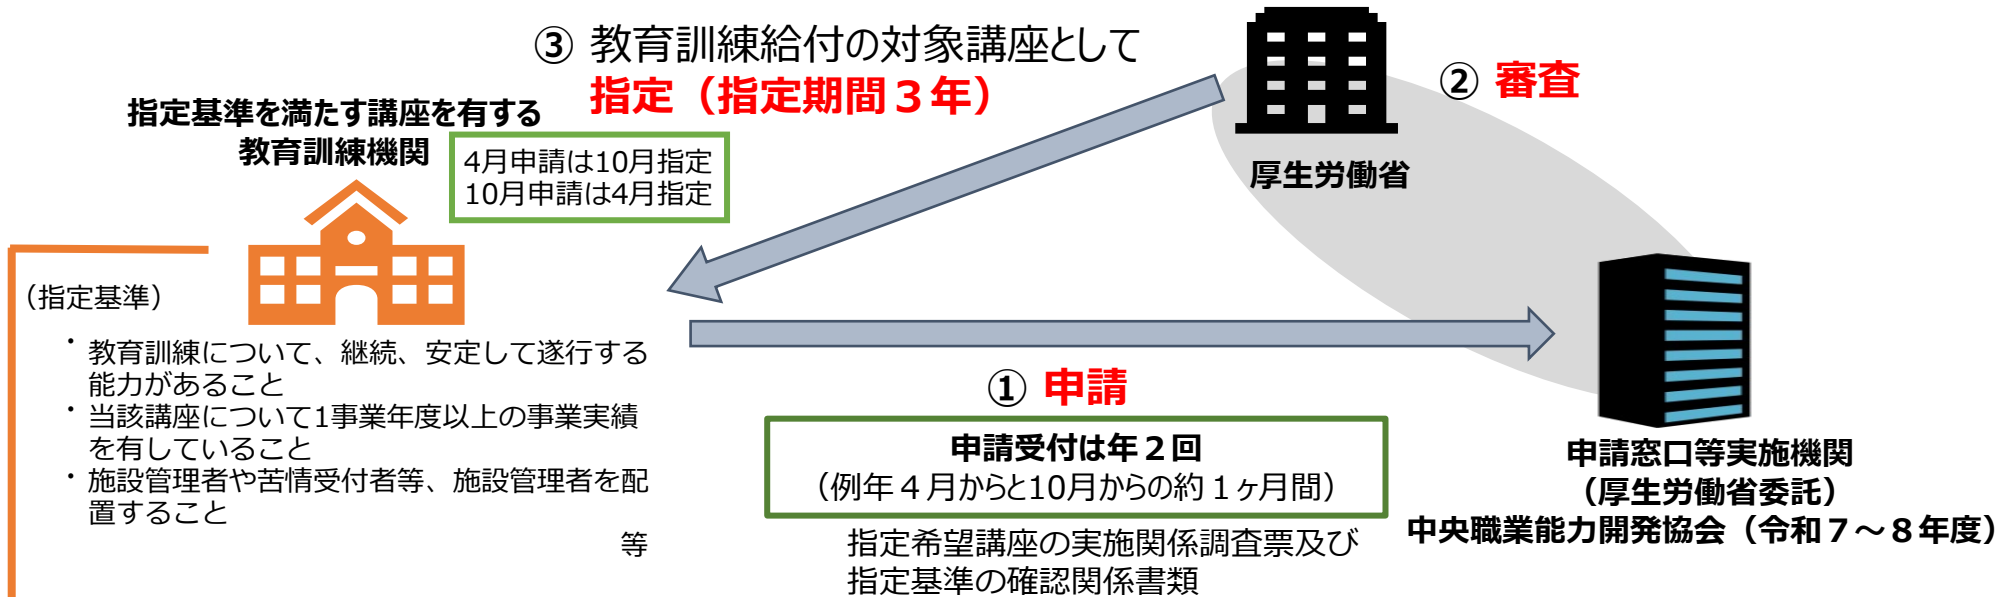 ③ 教育訓練給付の対象講座として
指定（指定期間３年）
② 審査
指定基準を満たす講座を有する
教育訓練機関
4月申請は10月指定
10月申請は4月指定
厚生労働省
（指定基準）
・教育訓練について、継続、安定して遂行する
能力があること
・当該講座について1事業年度以上の事業実績
を有していること
・施設管理者や苦情受付者等、施設管理者を配
置すること
等
① 申請
申請受付は年２回
（例年４月からと10月からの約１ヶ月間）
指定希望講座の実施関係調査票及び
指定基準の確認関係書類
申請窓口等実施機関
（厚生労働省委託）
中央職業能力開発協会（令和７～８年度）